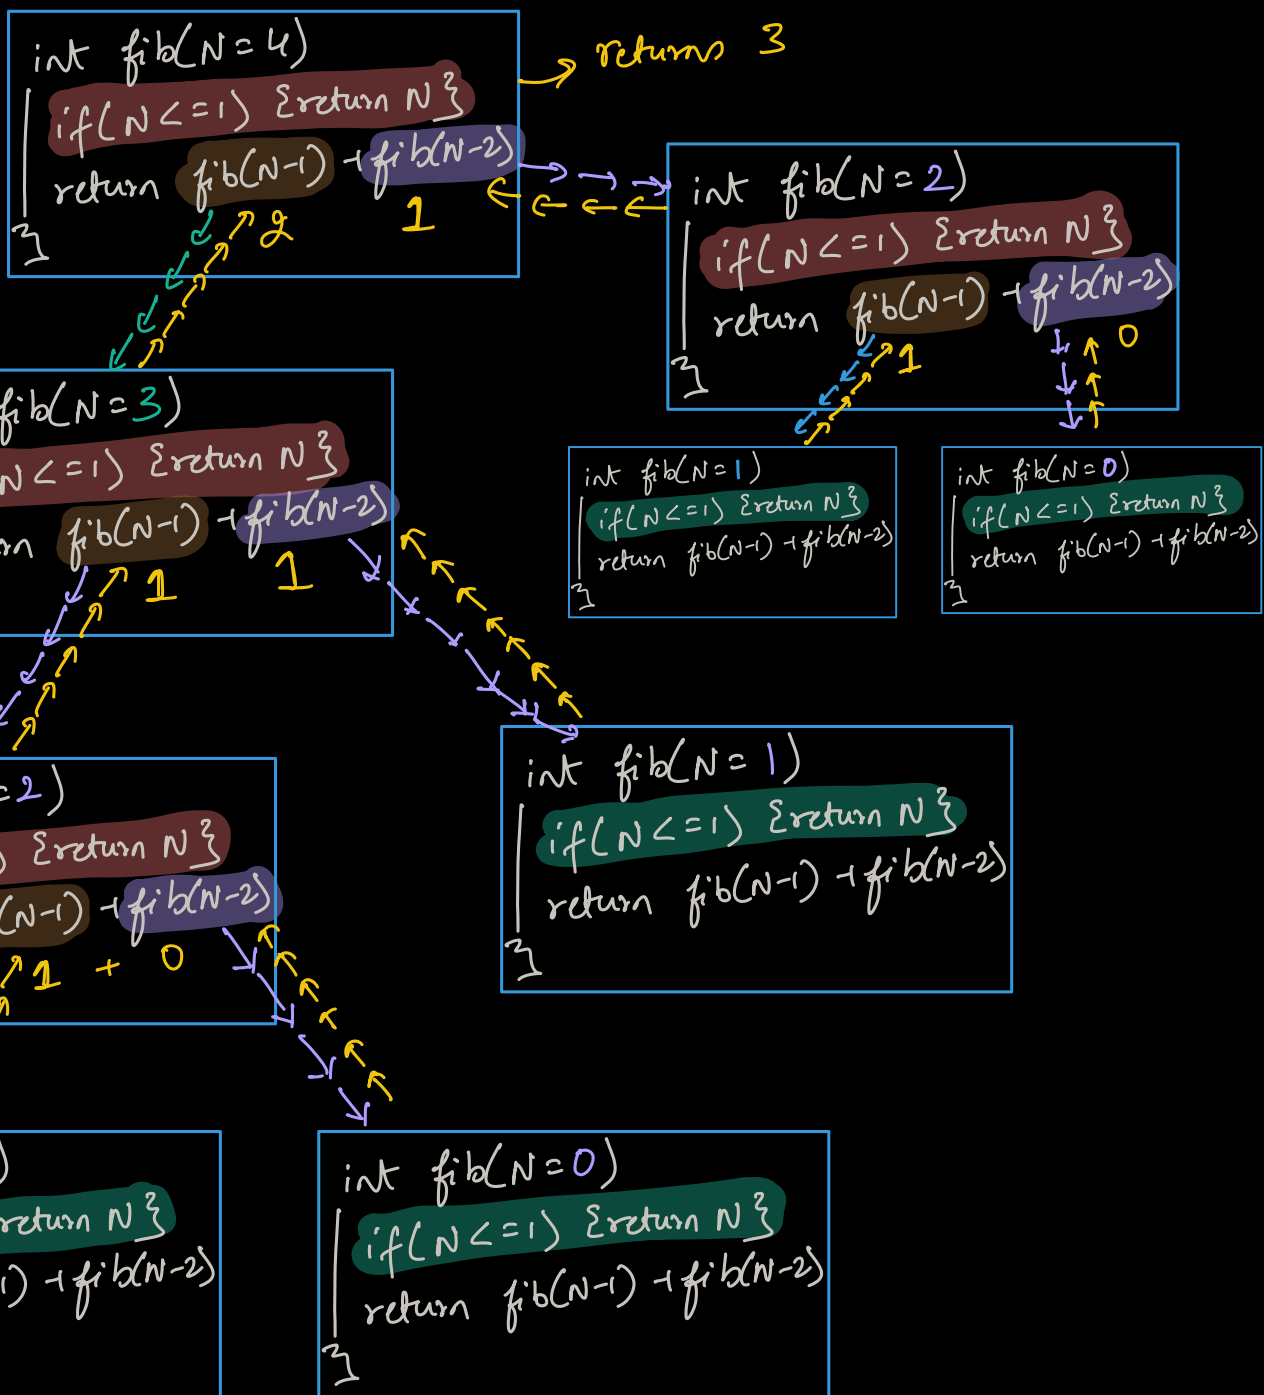 int fib(N=4)
{
if(N<=1) {return N}
return fib(N-1) + fib(N-2)
}
2
1
returns 3
int fib(N=2)
{
if(N<=1) {return N}
return fib(N-1) + fib(N-2)
}
1
0
fib(N=3)
N<=1) {return N}
rn fib(N-1) + fib(N-2)
1
1
int fib(N=1)
if(N<=1) {return N}
return fib(N-1) + fib(N-2)
}
int fib(N=0)
if(N<=1) {return N}
return fib(N-1) + fib(N-2)
}
=2)
) {return N}
(N-1) + fib(N-2)
1 + 0
int fib(N=1)
if(N<=1) {return N}
return fib(N-1) + fib(N-2)
}
)
return N}
1) + fib(N-2)
int fib(N=0)
if(N<=1) {return N}
return fib(N-1) + fib(N-2)
}